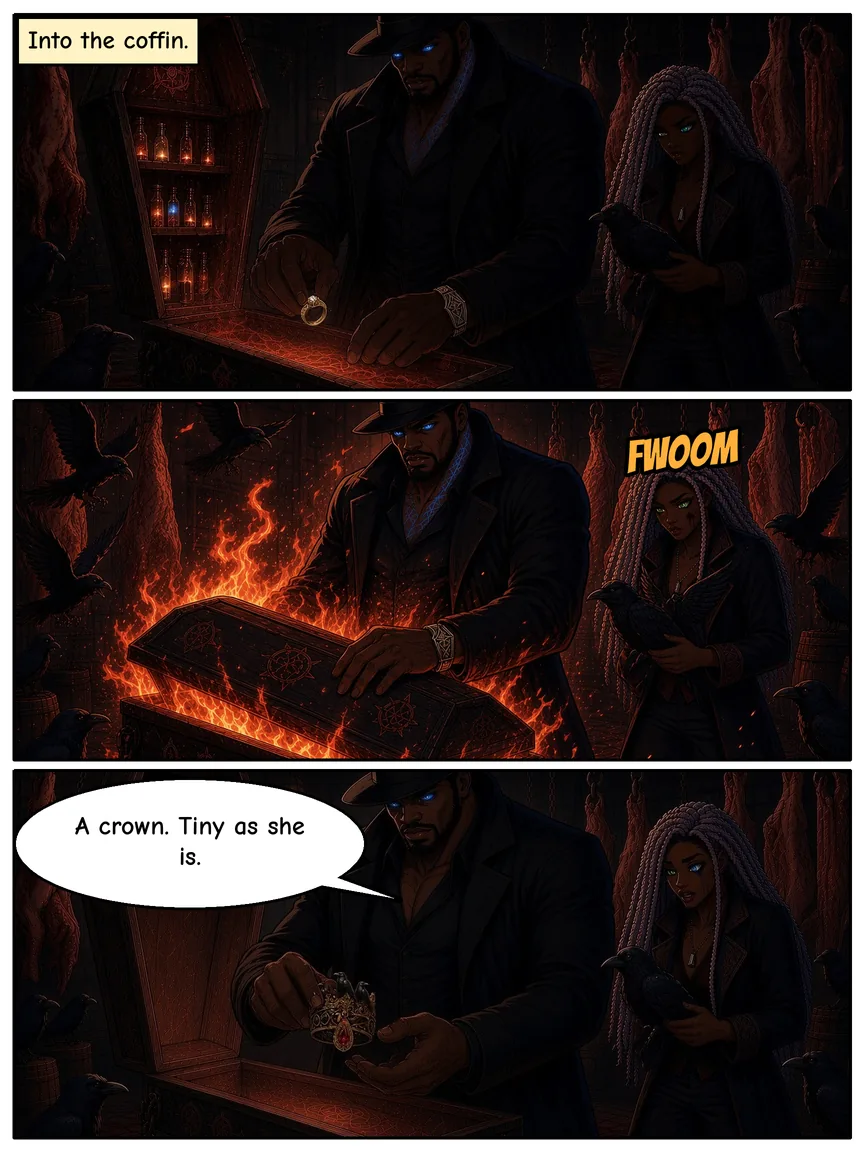 Into the coffin.
FWOOM
A crown. Tiny as she
is.